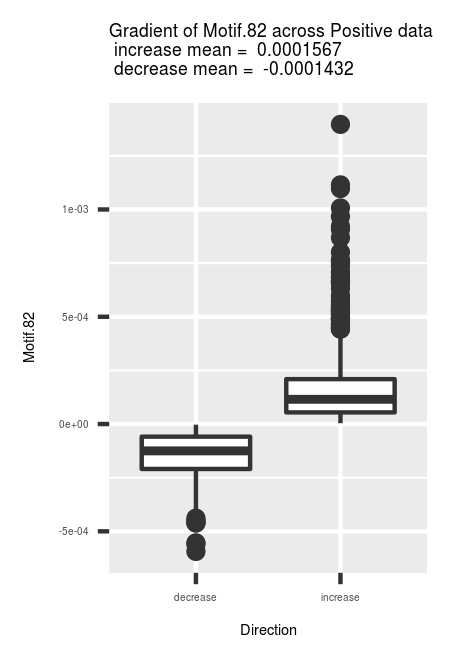 Gradient of Motif.82 across Positive data
increase mean =  0.0001567
decrease mean =  -0.0001432
1e-03
5e-04
0e+00
-5e-04
Motif.82
decrease
increase
Direction